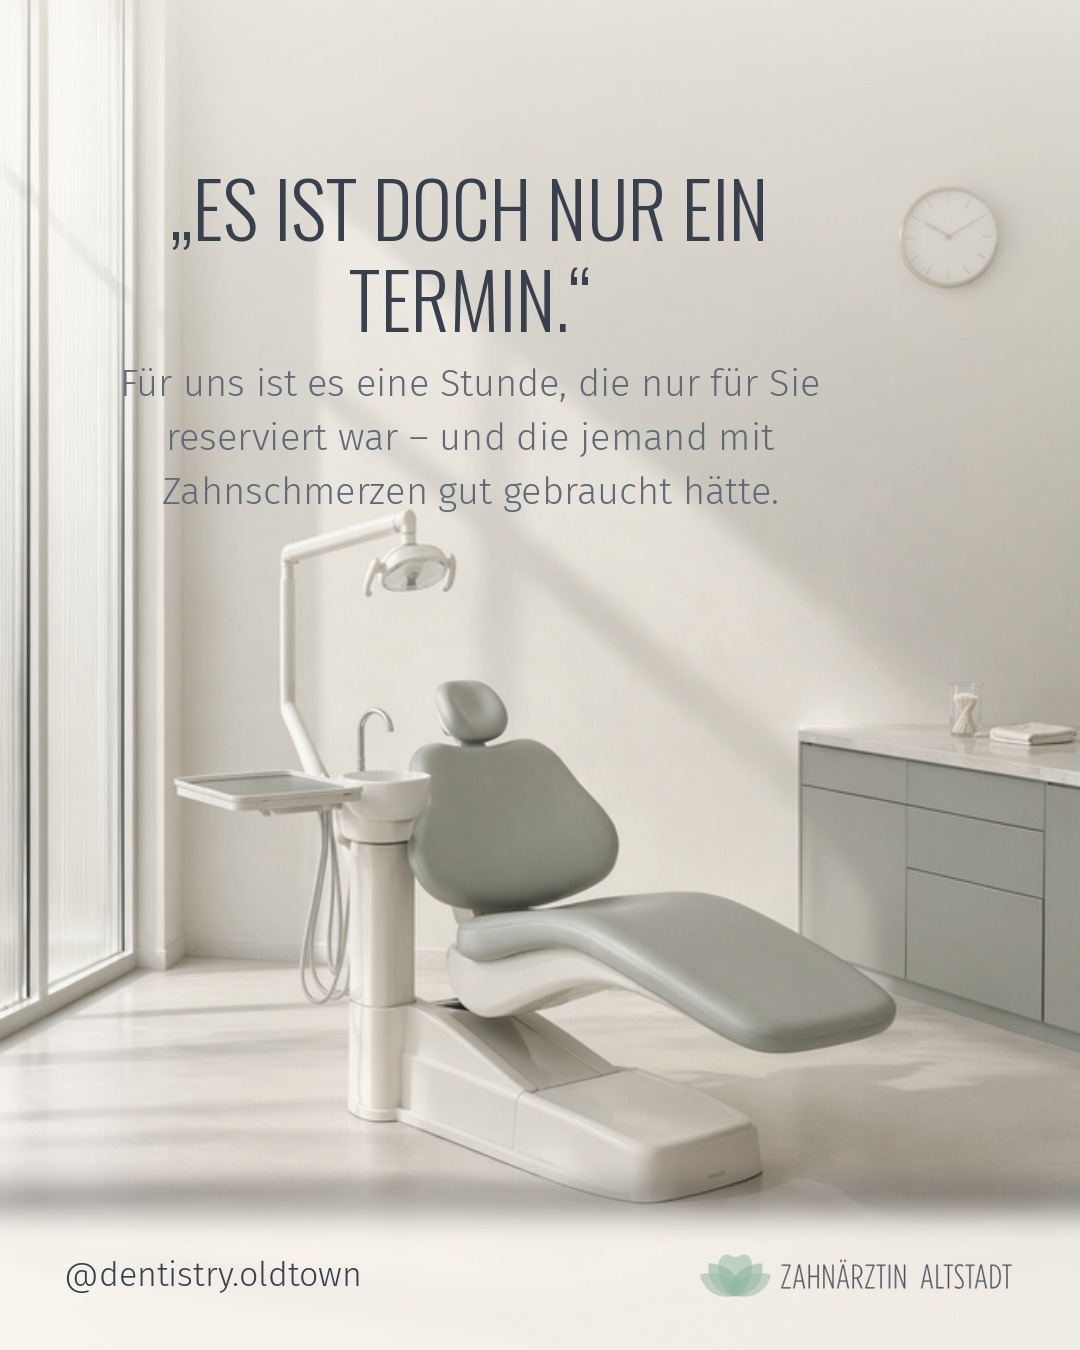 „ES IST DOCH NUR EIN
TERMIN.“
Für uns ist es eine Stunde, die nur für Sie
reserviert war – und die jemand mit
Zahnschmerzen gut gebraucht hätte.
@dentistry.oldtown
ZAHNÄRZTIN ALTSTADT